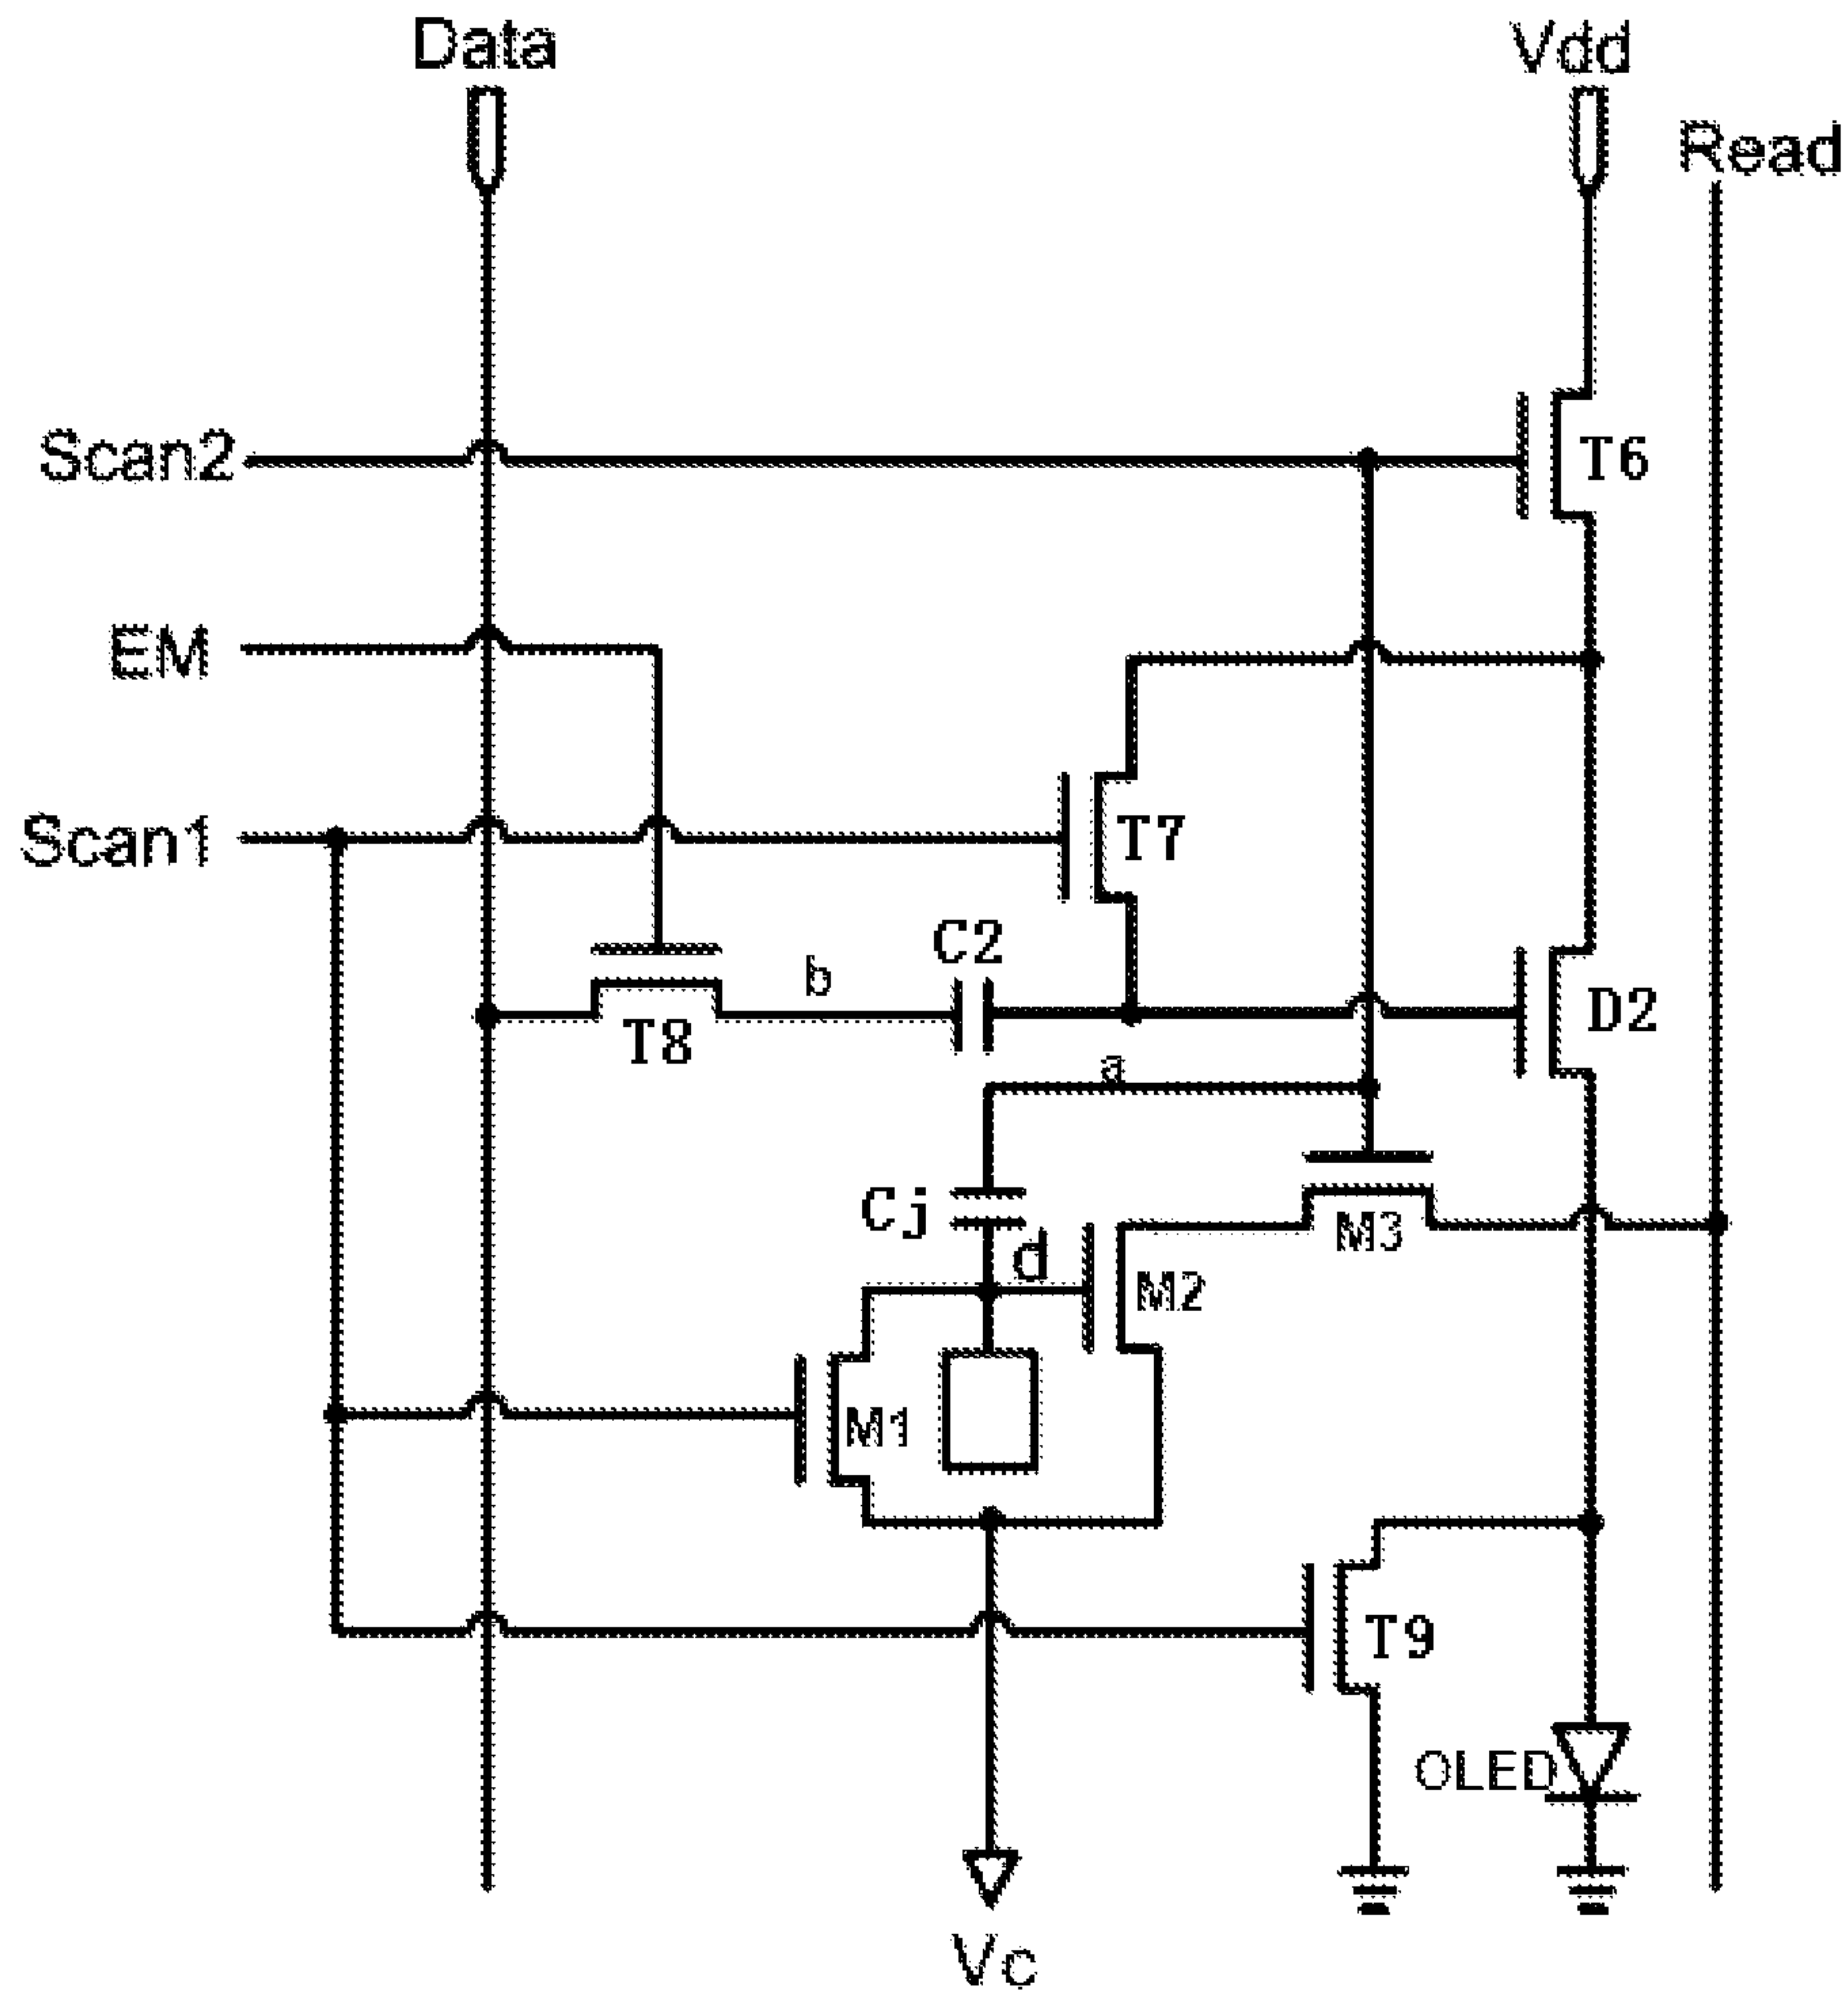 Data
Vdd
Read
Scan2
T6
EM
Scan1
T7
C2
b
D2
T8
a
Cj
d
M3
M2
M1
T9
OLED
Vc